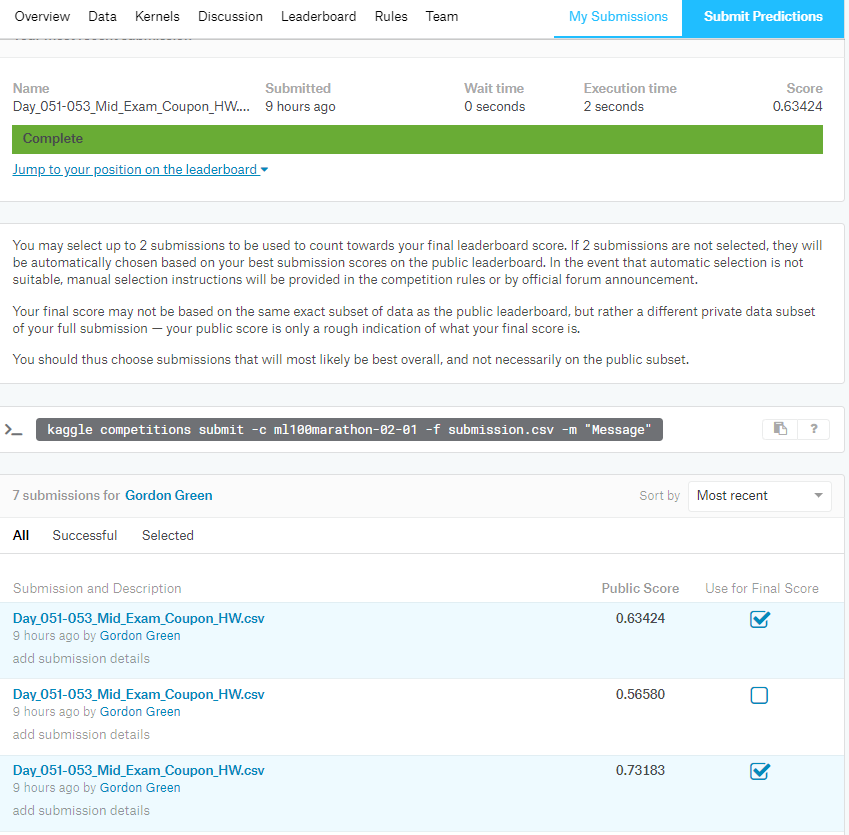 Overview Data Kernels Discussion Leaderboard Rules Team My Submissions Submit Predictions
Name Submitted Wait time Execution time Score
Day_051-053_Mid_Exam_Coupon_HW.... 9 hours ago 0 seconds 2 seconds 0.63424
Complete
Jump to your position on the leaderboard
You may select up to 2 submissions to be used to count towards your final leaderboard score. If 2 submissions are not selected, they will
be automatically chosen based on your best submission scores on the public leaderboard. In the event that automatic selection is not
suitable, manual selection instructions will be provided in the competition rules or by official forum announcement.
Your final score may not be based on the same exact subset of data as the public leaderboard, but rather a different private data subset
of your full submission — your public score is only a rough indication of what your final score is.
You should thus choose submissions that will most likely be best overall, and not necessarily on the public subset.
>_ kaggle competitions submit -c ml100marathon-02-01 -f submission.csv -m "Message" ?
7 submissions for Gordon Green Sort by Most recent
All Successful Selected
Submission and Description Public Score Use for Final Score
Day_051-053_Mid_Exam_Coupon_HW.csv 0.63424
9 hours ago by Gordon Green
add submission details
Day_051-053_Mid_Exam_Coupon_HW.csv 0.56580
9 hours ago by Gordon Green
add submission details
Day_051-053_Mid_Exam_Coupon_HW.csv 0.73183
9 hours ago by Gordon Green
add submission details